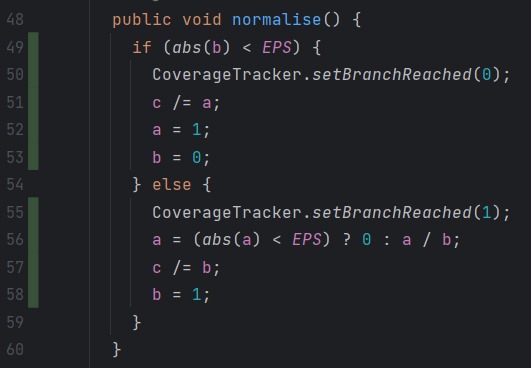 48 public void normalise() {
49 if (abs(b) < EPS) {
50 CoverageTracker.setBranchReached(0);
51 c /= a;
52 a = 1;
53 b = 0;
54 } else {
55 CoverageTracker.setBranchReached(1);
56 a = (abs(a) < EPS) ? 0 : a / b;
57 c /= b;
58 b = 1;
59 }
60 }